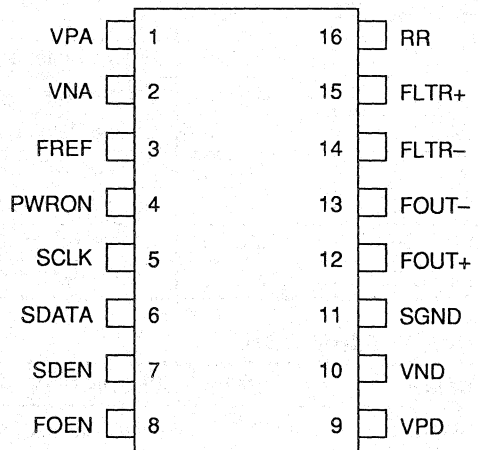 VPA 1 16 RR
VNA 2 15 FLTR+
FREF 3 14 FLTR–
PWRON 4 13 FOUT–
SCLK 5 12 FOUT+
SDATA 6 11 SGND
SDEN 7 10 VND
FOEN 8 9 VPD